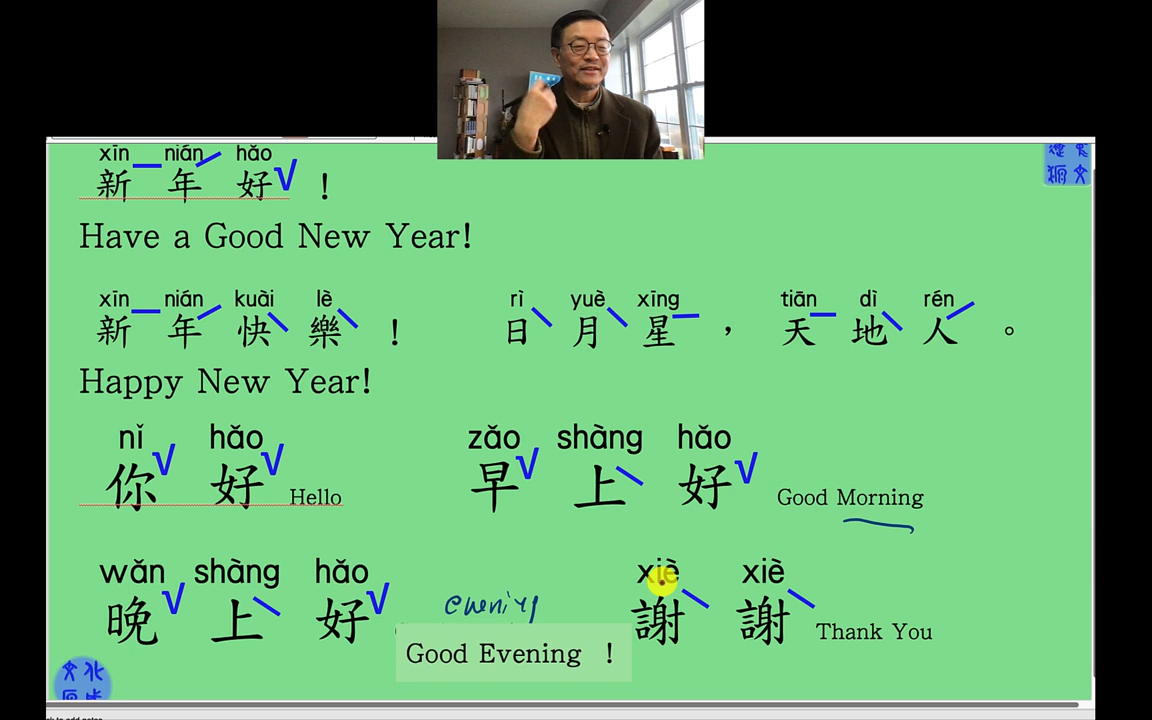 xīn nián hǎo
新 年 好 !
Have a Good New Year!
xīn nián kuài lè rì yuè xīng tiān dì rén
新 年 快 樂 ! 日 月 星 , 天 地 人 。
Happy New Year!
nǐ hǎo zǎo shàng hǎo
你 好 Hello 早 上 好 Good Morning
wǎn shàng hǎo xiè xiè
晚 上 好 evening 謝 謝 Thank You
Good Evening !
文 化